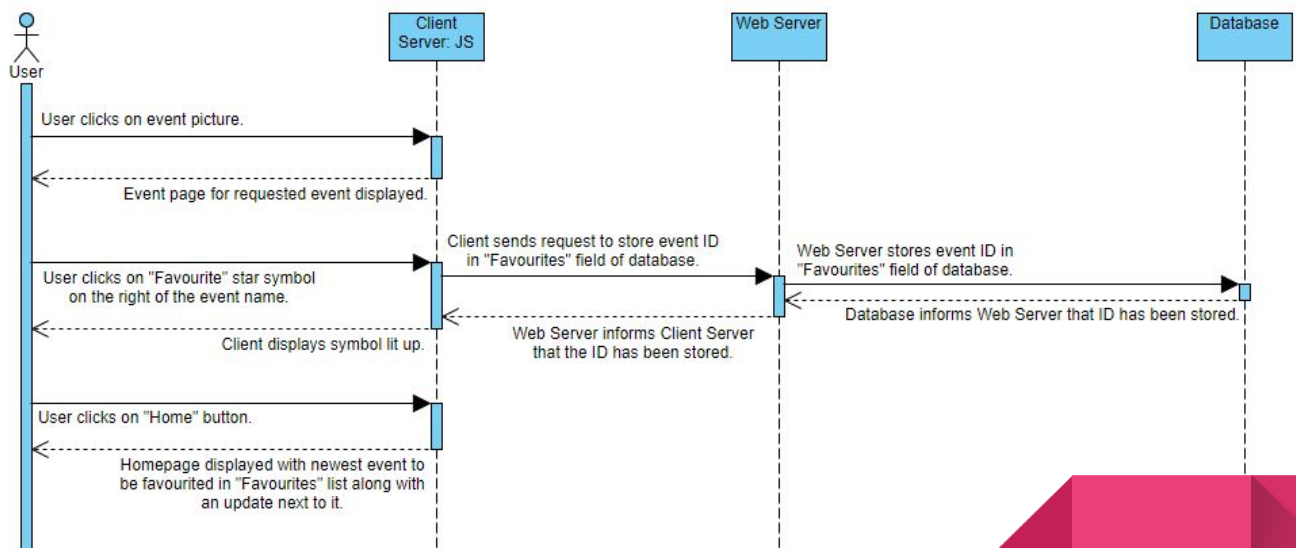 Client
Server: JS
Web Server
Database
User
User clicks on event picture.
Event page for requested event displayed.
Client sends request to store event ID
in "Favourites" field of database.
Web Server stores event ID in
"Favourites" field of database.
User clicks on "Favourite" star symbol
on the right of the event name.
Database informs Web Server that ID has been stored.
Web Server informs Client Server
that the ID has been stored.
Client displays symbol lit up.
User clicks on "Home" button.
Homepage displayed with newest event to
be favourited in "Favourites" list along with
an update next to it.